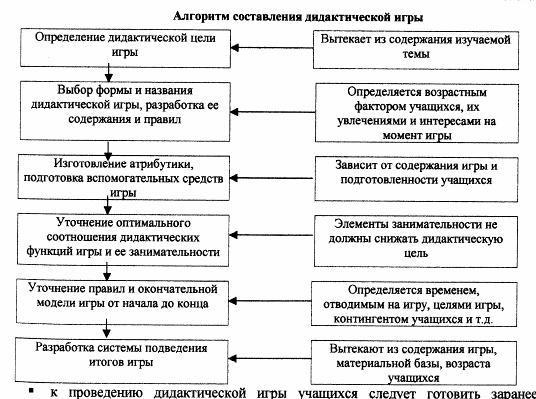 Алгоритм составления дидактической игры
Определение дидактической цели
игры
Вытекает из содержания изучаемой
темы
Выбор формы и названия
дидактической игры, разработка ее
содержания и правил
Определяется возрастным
фактором учащихся, их
увлечениями и интересами на
момент игры
Изготовление атрибутики,
подготовка вспомогательных средств
игры
Зависит от содержания игры и
подготовленности учащихся
Уточнение оптимального
соотношения дидактических
функций игры и ее занимательности
Элементы занимательности не
должны снижать дидактическую
цель
Уточнение правил и окончательной
модели игры от начала до конца
Определяется временем,
отводимым на игру, целями игры,
контингентом учащихся и т.д.
Разработка системы подведения
итогов игры
Вытекают из содержания игры,
материальной базы, возраста
учащихся
▪ к проведению дидактической игры учащихся следует готовить заранее